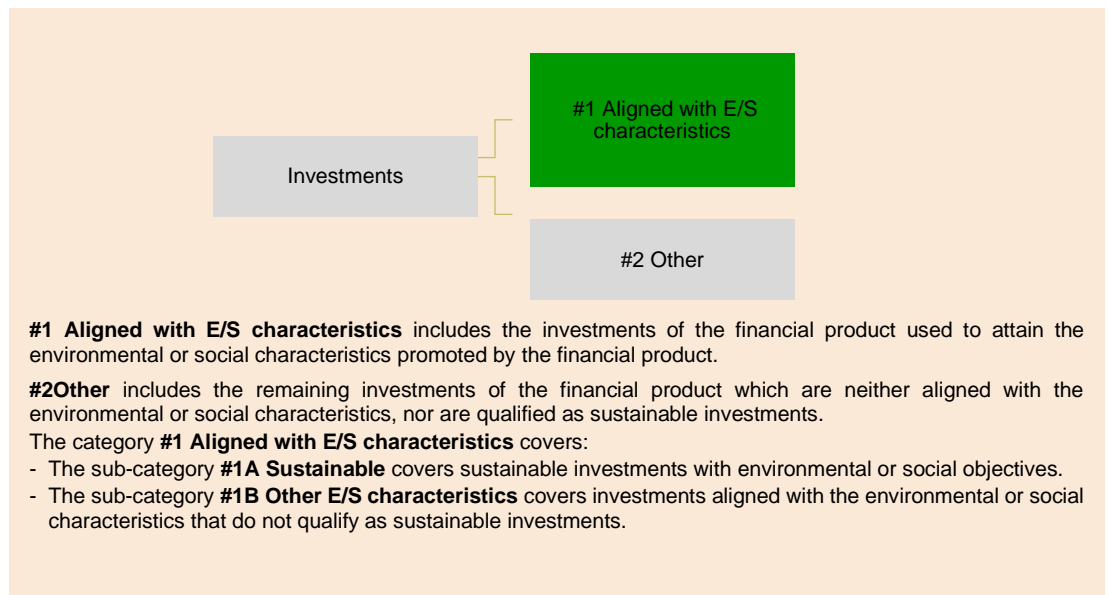 #1 Aligned with E/S
characteristics
Investments
#2 Other
#1 Aligned with E/S characteristics includes the investments of the financial product used to attain the
environmental or social characteristics promoted by the financial product.
#2Other includes the remaining investments of the financial product which are neither aligned with the
environmental or social characteristics, nor are qualified as sustainable investments.
The category #1 Aligned with E/S characteristics covers:
- The sub-category #1A Sustainable covers sustainable investments with environmental or social objectives.
- The sub-category #1B Other E/S characteristics covers investments aligned with the environmental or social
characteristics that do not qualify as sustainable investments.